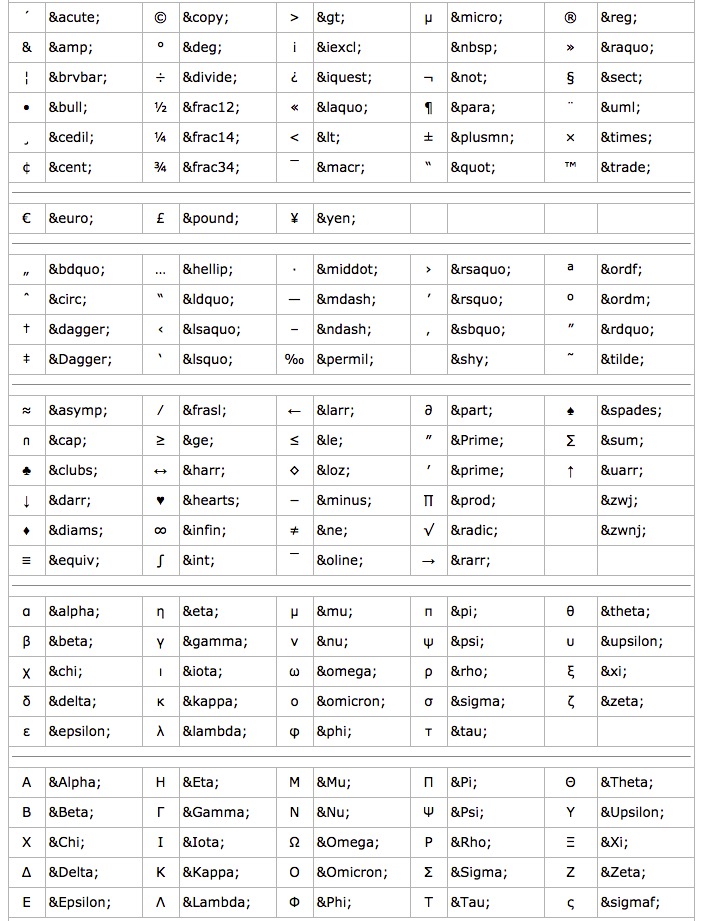 ´ &acute; © &copy; > &gt; µ &micro; ® &reg;
& &amp; ° &deg; ¡ &iexcl; &nbsp; » &raquo;
¦ &brvbar; ÷ &divide; ¿ &iquest; ¬ &not; § &sect;
• &bull; ½ &frac12; « &laquo; ¶ &para; ¨ &uml;
¸ &cedil; ¼ &frac14; < &lt; ± &plusmn; × &times;
¢ &cent; ¾ &frac34; ¯ &macr; “ &quot; ™ &trade;
€ &euro; £ &pound; ¥ &yen;
„ &bdquo; … &hellip; · &middot; › &rsaquo; ª &ordf;
ˆ &circ; “ &ldquo; — &mdash; ’ &rsquo; º &ordm;
† &dagger; ‹ &lsaquo; – &ndash; ‚ &sbquo; ” &rdquo;
‡ &Dagger; ‘ &lsquo; ‰ &permil; &shy; ˜ &tilde;
≈ &asymp; ⁄ &frasl; ← &larr; ∂ &part; ♠ &spades;
∩ &cap; ≥ &ge; ≤ &le; ″ &Prime; ∑ &sum;
♣ &clubs; ↔ &harr; ◊ &loz; ′ &prime; ↑ &uarr;
↓ &darr; ♥ &hearts; − &minus; ∏ &prod; &zwj;
♦ &diams; ∞ &infin; ≠ &ne; √ &radic; &zwnj;
≡ &equiv; ∫ &int; ‾ &oline; → &rarr;
α &alpha; η &eta; μ &mu; π &pi; θ &theta;
β &beta; γ &gamma; ν &nu; ψ &psi; υ &upsilon;
χ &chi; ι &iota; ω &omega; ρ &rho; ξ &xi;
δ &delta; κ &kappa; ο &omicron; σ &sigma; ζ &zeta;
ε &epsilon; λ &lambda; φ &phi; τ &tau;
Α &Alpha; Η &Eta; Μ &Mu; Π &Pi; Θ &Theta;
Β &Beta; Γ &Gamma; Ν &Nu; Ψ &Psi; Υ &Upsilon;
Χ &Chi; Ι &Iota; Ω &Omega; Ρ &Rho; Ξ &Xi;
Δ &Delta; Κ &Kappa; Ο &Omicron; Σ &Sigma; Ζ &Zeta;
Ε &Epsilon; Λ &Lambda; Φ &Phi; Τ &Tau; ς &sigmaf;